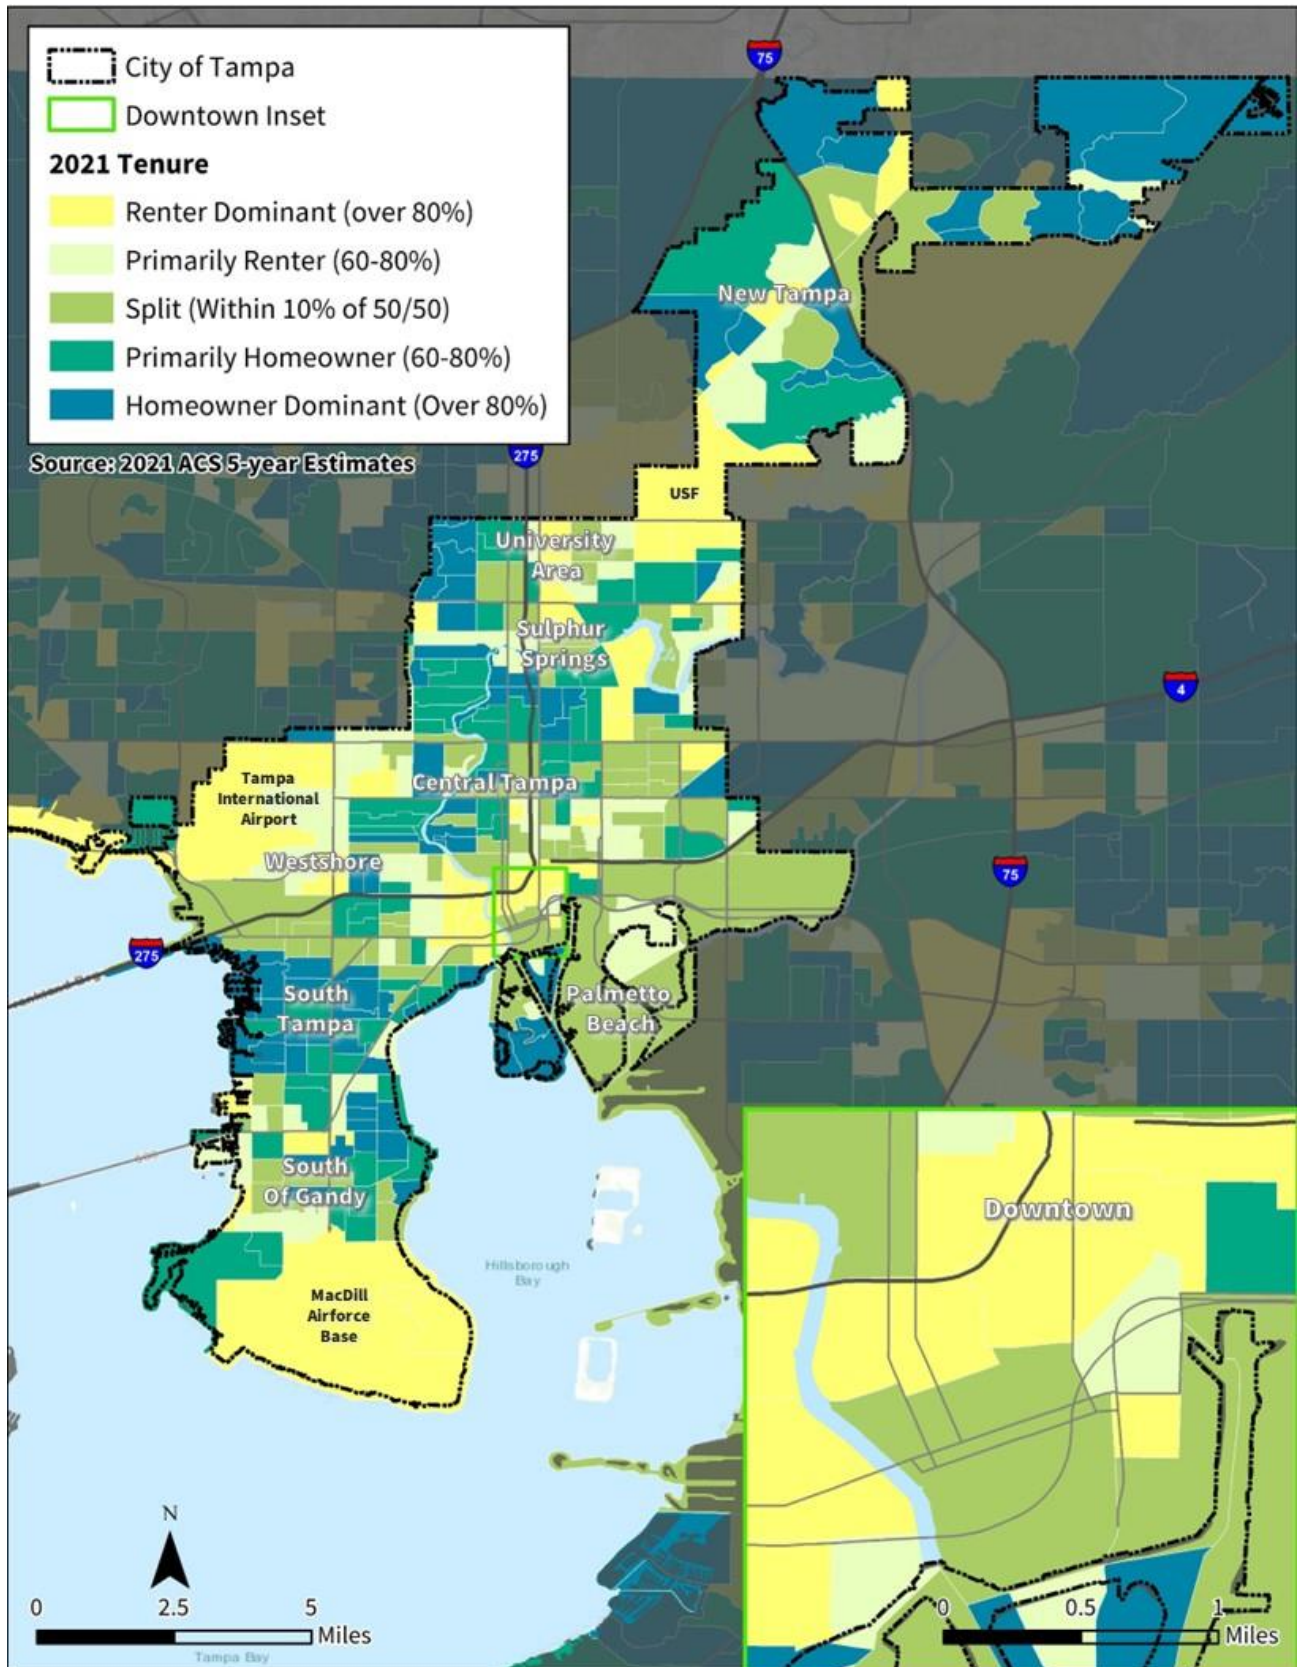 City of Tampa
Downtown Inset
2021 Tenure
Renter Dominant (over 80%)
Primarily Renter (60-80%)
Split (Within 10% of 50/50)
Primarily Homeowner (60-80%)
Homeowner Dominant (Over 80%)
Source: 2021 ACS 5-year Estimates
75
275
New Tampa
USF
University
Area
Sulphur
Springs
4
Tampa
International
Airport
Central Tampa
Westshore
75
275
South
Tampa
Palmetto
Beach
South
Of Gandy
MacDill
Airforce
Base
Hillsborough
Bay
Downtown
N
0 2.5 5
Miles
Tampa Bay
0 0.5 1
Miles